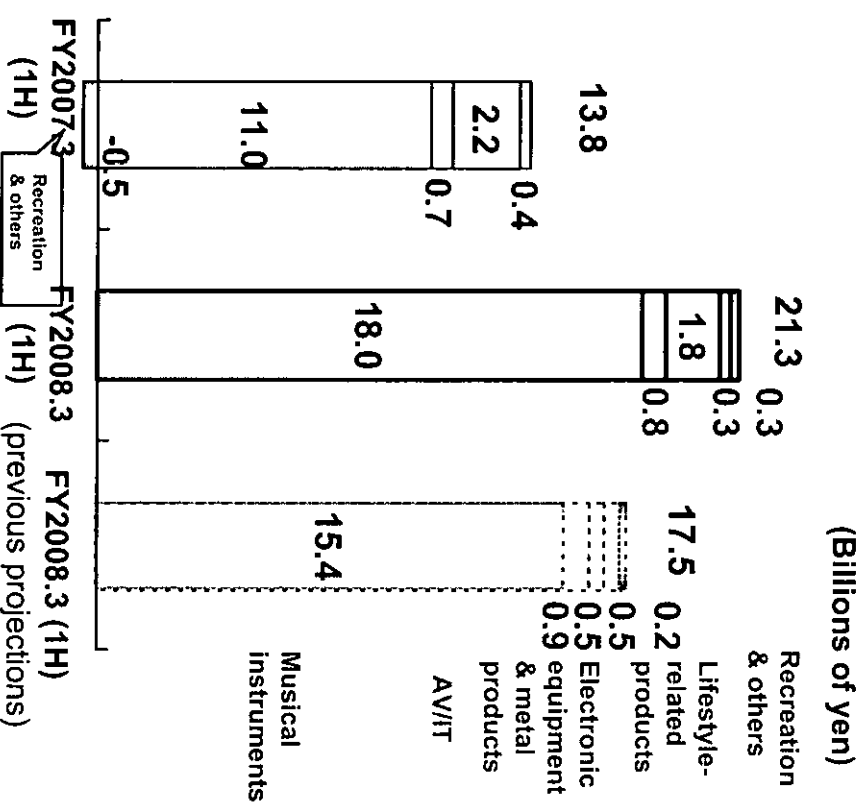 (Billions of yen)
13.8
0.4
2.2
0.7
11.0
-0.5
21.3
0.3
0.3
1.8
0.8
18.0
17.5
0.2
0.5
0.5
0.9
15.4
Recreation
& others
Lifestyle-
related
products
Electronic
equipment
& metal
products
AV/IT
Musical
instruments
FY2007.3
(1H)
Recreation
& others
FY2008.3
(1H)
FY2008.3 (1H)
(previous projections)